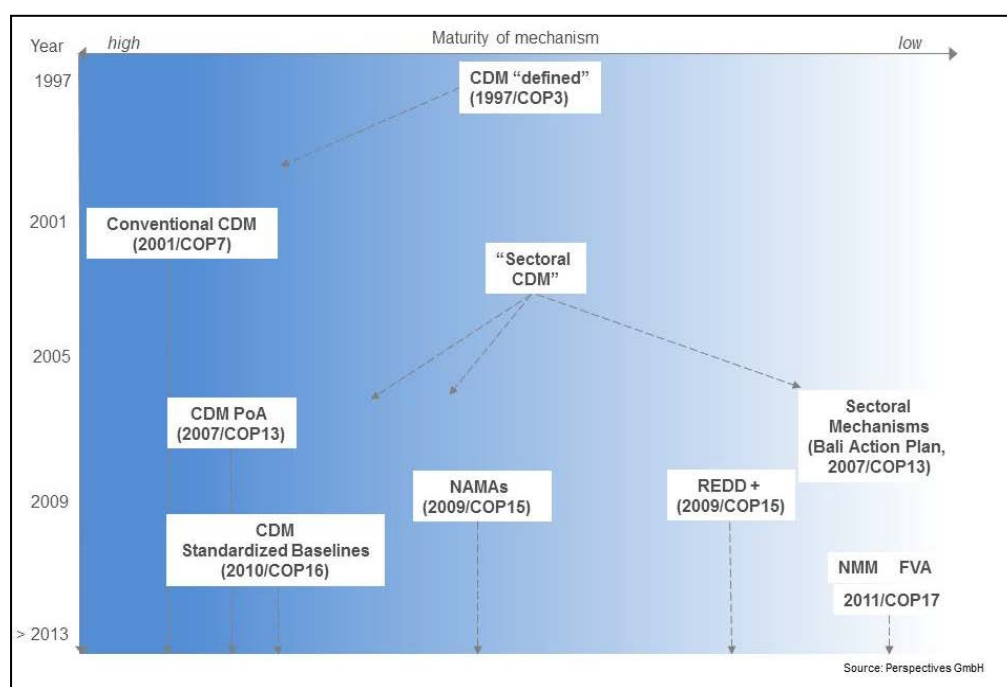 Year
high
Maturity of mechanism
low
1997
CDM “defined”
(1997/COP3)
2001
Conventional CDM
(2001/COP7)
“Sectoral
CDM”
2005
CDM PoA
(2007/COP13)
Sectoral
Mechanisms
(Bali Action Plan,
2007/COP13)
2009
NAMAs
(2009/COP15)
REDD +
(2009/COP15)
CDM
Standardized Baselines
(2010/COP16)
NMM FVA
2011/COP17
> 2013
Source: Perspectives GmbH